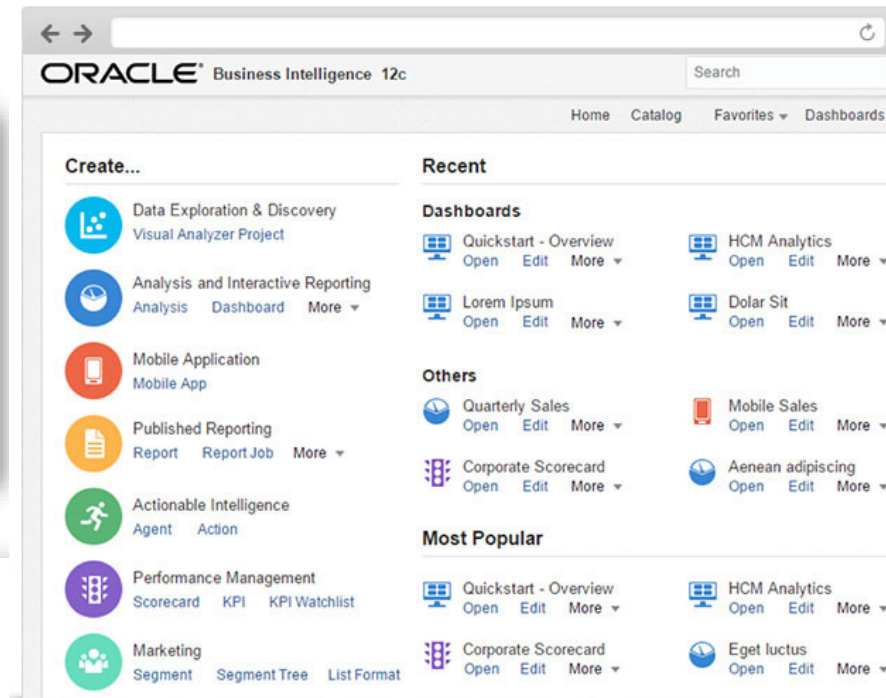 ORACLE® Business Intelligence 12c
Search
Home Catalog Favorites Dashboards
Create...
Data Exploration & Discovery
Visual Analyzer Project
Analysis and Interactive Reporting
Analysis Dashboard More
Mobile Application
Mobile App
Published Reporting
Report Report Job More
Actionable Intelligence
Agent Action
Performance Management
Scorecard KPI KPI Watchlist
Marketing
Segment Segment Tree List Format
Recent
Dashboards
Quickstart - Overview HCM Analytics
Open Edit More Open Edit More
Lorem Ipsum Dolar Sit
Open Edit More Open Edit More
Others
Quarterly Sales Mobile Sales
Open Edit More Open Edit More
Corporate Scorecard Aenean adipiscing
Open Edit More Open Edit More
Most Popular
Quickstart - Overview HCM Analytics
Open Edit More Open Edit More
Corporate Scorecard Eget luctus
Open Edit More Open Edit More